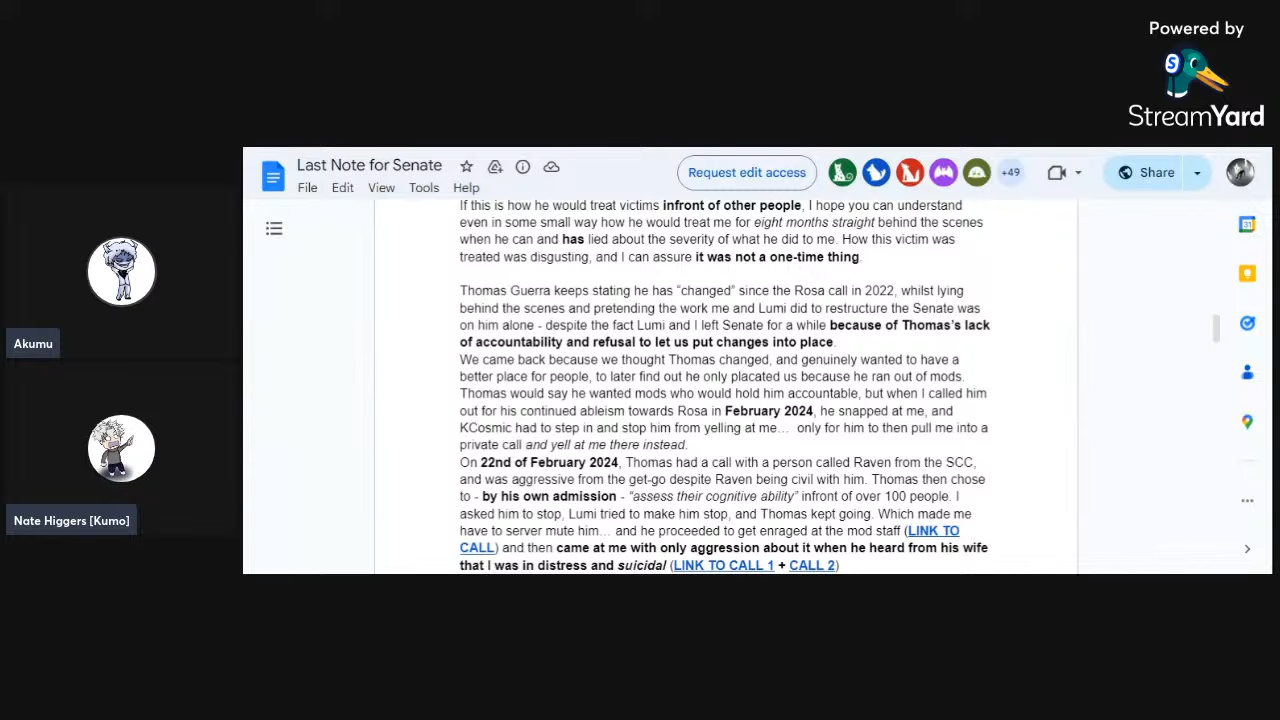 Powered by
StreamYard
Last Note for Senate
Request edit access
+49
Share
File Edit View Tools Help
If this is how he would treat victims infront of other people, I hope you can understand
even in some small way how he would treat me for eight months straight behind the scenes
when he can and has lied about the severity of what he did to me. How this victim was
treated was disgusting, and I can assure it was not a one-time thing.
Thomas Guerra keeps stating he has “changed” since the Rosa call in 2022, whilst lying
behind the scenes and pretending the work me and Lumi did to restructure the Senate was
on him alone - despite the fact Lumi and I left Senate for a while because of Thomas’s lack
of accountability and refusal to let us put changes into place.
We came back because we thought Thomas changed, and genuinely wanted to have a
better place for people, to later find out he only placated us because he ran out of mods.
Thomas would say he wanted mods who would hold him accountable, but when I called him
out for his continued ableism towards Rosa in February 2024, he snapped at me, and
KCosmic had to step in and stop him from yelling at me… only for him to then pull me into a
private call and yell at me there instead.
On 22nd of February 2024, Thomas had a call with a person called Raven from the SCC,
and was aggressive from the get-go despite Raven being civil with him. Thomas then chose
to - by his own admission - “assess their cognitive ability” infront of over 100 people. I
asked him to stop, Lumi tried to make him stop, and Thomas kept going. Which made me
have to server mute him… and he proceeded to get enraged at the mod staff (LINK TO
CALL) and then came at me with only aggression about it when he heard from his wife
that I was in distress and suicidal (LINK TO CALL 1 + CALL 2)
Akumu
Nate Higgers [Kumo]